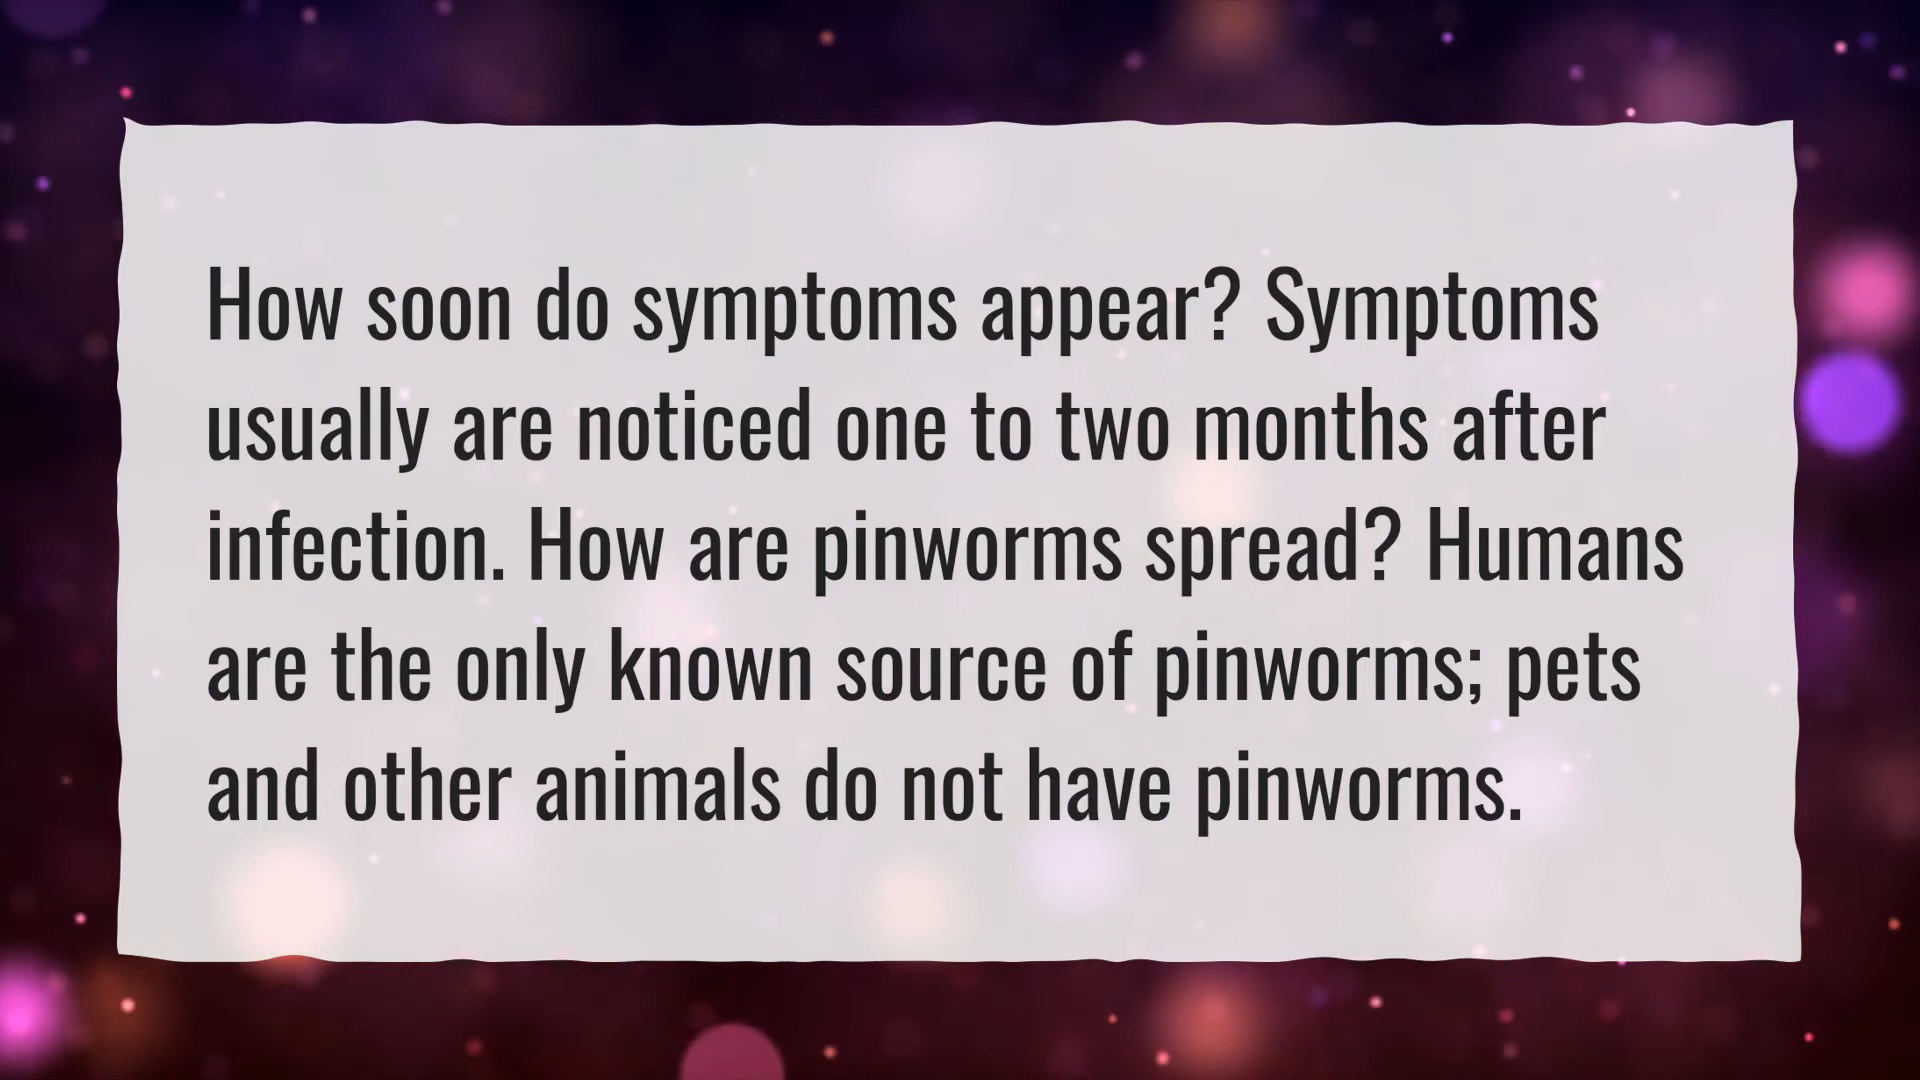 How soon do symptoms appear? Symptoms
usually are noticed one to two months after
infection. How are pinworms spread? Humans
are the only known source of pinworms; pets
and other animals do not have pinworms.